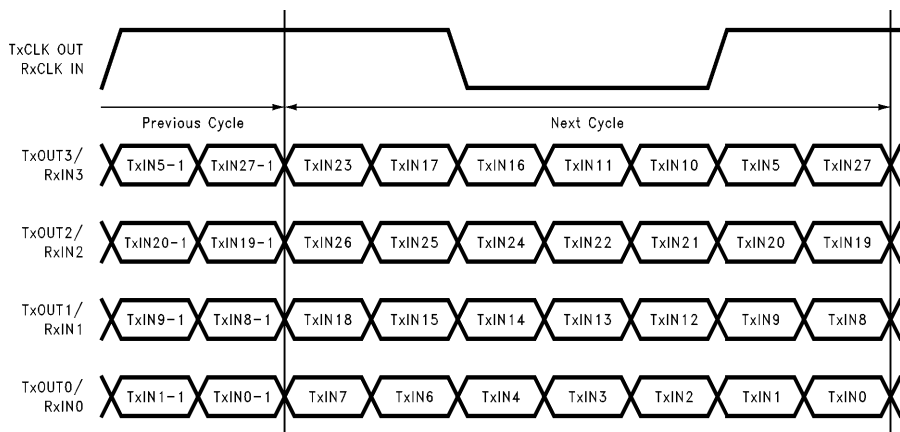 TxCLK OUT
RxCLK IN
Previous Cycle
Next Cycle
TxOUT3/
RxIN3
TxIN5-1 TxIN27-1 TxIN23 TxIN17 TxIN16 TxIN11 TxIN10 TxIN5 TxIN27
TxOUT2/
RxIN2
TxIN20-1 TxIN19-1 TxIN26 TxIN25 TxIN24 TxIN22 TxIN21 TxIN20 TxIN19
TxOUT1/
RxIN1
TxIN9-1 TxIN8-1 TxIN18 TxIN15 TxIN14 TxIN13 TxIN12 TxIN9 TxIN8
TxOUT0/
RxIN0
TxIN1-1 TxIN0-1 TxIN7 TxIN6 TxIN4 TxIN3 TxIN2 TxIN1 TxIN0